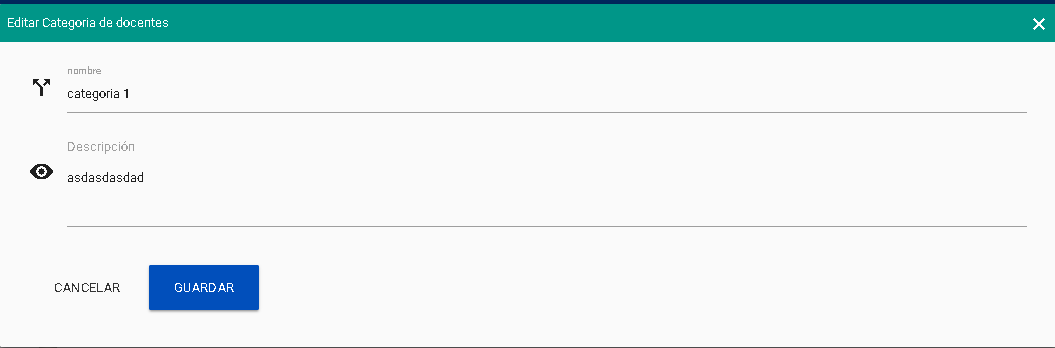 Editar Categoria de docentes
nombre
categoria 1
Descripción
asdasdasdad
CANCELAR GUARDAR